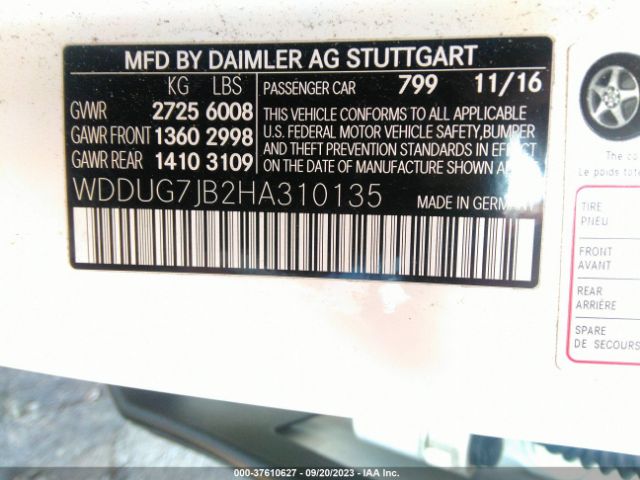 MFD BY DAIMLER AG STUTTGART
KG LBS
GVWR 2725 6008
GAWR FRONT 1360 2998
GAWR REAR 1410 3109
PASSENGER CAR 799 11/16
THIS VEHICLE CONFORMS TO ALL APPLICABLE
U.S. FEDERAL MOTOR VEHICLE SAFETY, BUMPER
AND THEFT PREVENTION STANDARDS IN EFFECT
ON THE DATE OF MANUFACTURE SHOWN
WDDUG7JB2HA310135 MADE IN GERMANY
The
Le poids
TIRE
PNEU
FRONT
AVANT
REAR
ARRIÈRE
SPARE
DE SECOURS
000-37610627 - 09/20/2023 - IAA Inc.